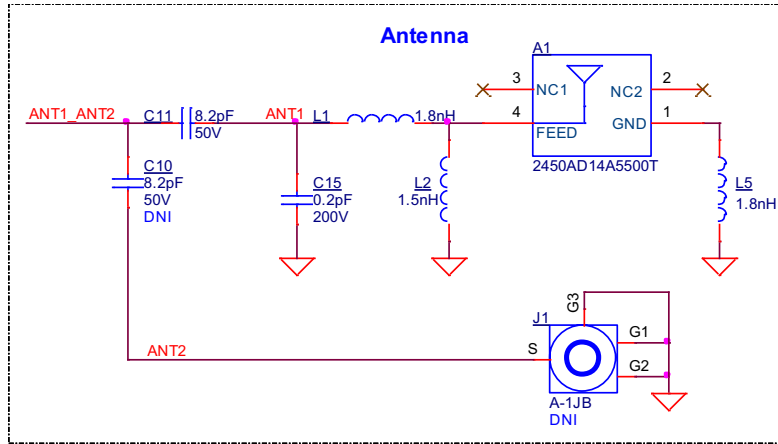 Antenna
A1
3
NC1
NC2
2
ANT1_ANT2
C11
8.2pF
50V
ANT1
L1
1.8nH
4
FEED
GND
1
2450AD14A5500T
C10
8.2pF
50V
DNI
C15
0.2pF
200V
L2
1.5nH
L5
1.8nH
G3
J1
G1
ANT2
S
G2
A-1JB
DNI